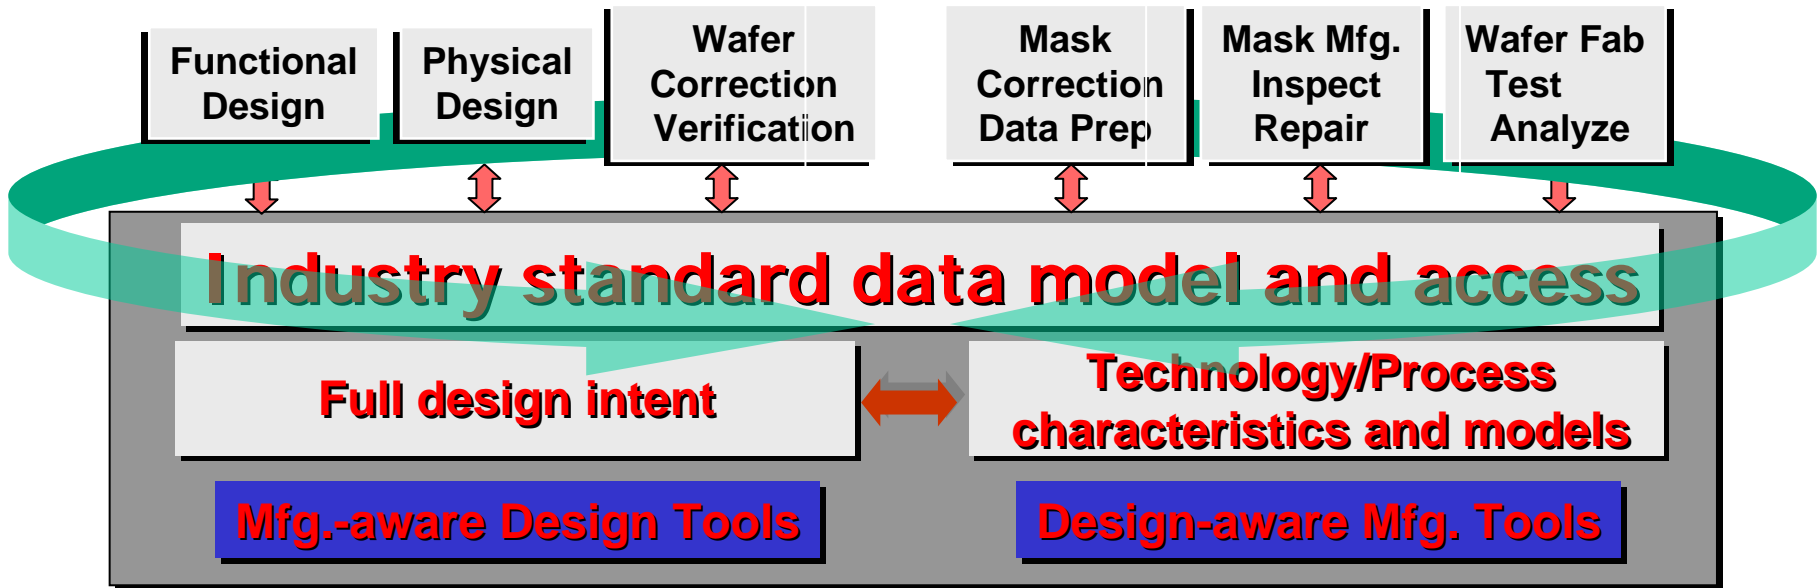 Functional
Design
Physical
Design
Wafer
Correction
Verification
Mask
Correction
Data Prep
Mask Mfg.
Inspect
Repair
Wafer Fab
Test
Analyze
Industry standard data model and access
Full design intent
Technology/Process
characteristics and models
Mfg.-aware Design Tools
Design-aware Mfg. Tools